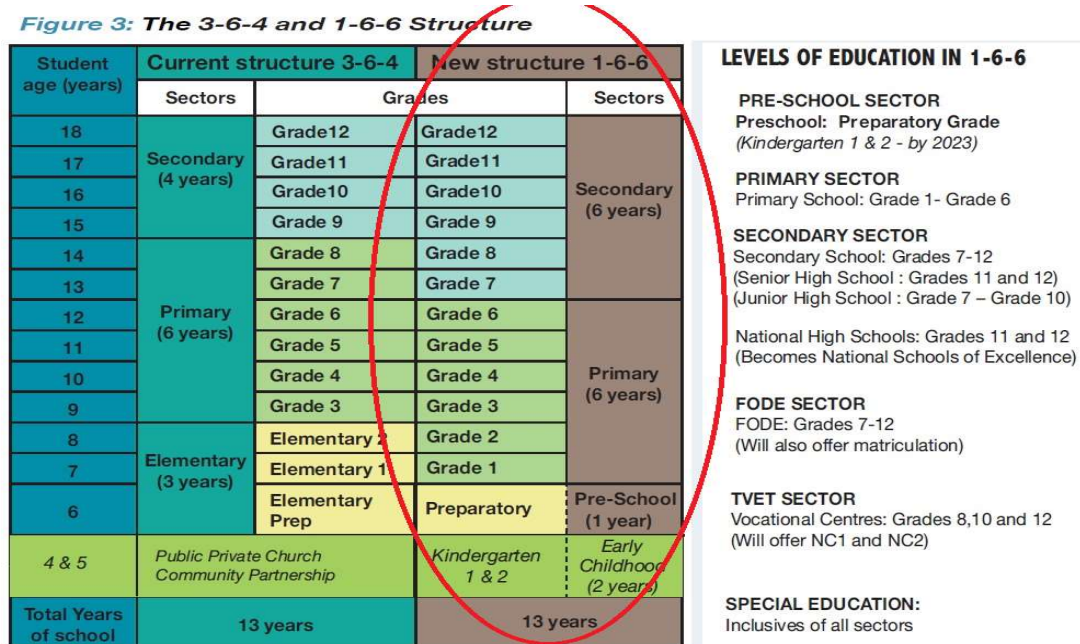 Figure 3: The 3-6-4 and 1-6-6 Structure
Student age (years) Current structure 3-6-4 New structure 1-6-6
Sectors Grades Sectors
18 Secondary (4 years) Grade12 Grade12 Secondary (6 years)
17 Grade11 Grade11
16 Grade10 Grade10
15 Grade 9 Grade 9
14 Primary (6 years) Grade 8 Grade 8
13 Grade 7 Grade 7
12 Grade 6 Grade 6 Primary (6 years)
11 Grade 5 Grade 5
10 Grade 4 Grade 4
9 Grade 3 Grade 3
8 Elementary (3 years) Elementary 2 Grade 2
7 Elementary 1 Grade 1
6 Elementary Prep Preparatory Pre-School (1 year)
4 & 5 Public Private Church Community Partnership Kindergarten 1 & 2 Early Childhood (2 years)
Total Years of school 13 years 13 years
LEVELS OF EDUCATION IN 1-6-6
PRE-SCHOOL SECTOR
Preschool: Preparatory Grade
(Kindergarten 1 & 2 - by 2023)
PRIMARY SECTOR
Primary School: Grade 1- Grade 6
SECONDARY SECTOR
Secondary School: Grades 7-12
(Senior High School : Grades 11 and 12)
(Junior High School : Grade 7 – Grade 10)
National High Schools: Grades 11 and 12
(Becomes National Schools of Excellence)
FODE SECTOR
FODE: Grades 7-12
(Will also offer matriculation)
TVET SECTOR
Vocational Centres: Grades 8,10 and 12
(Will offer NC1 and NC2)
SPECIAL EDUCATION:
Inclusives of all sectors